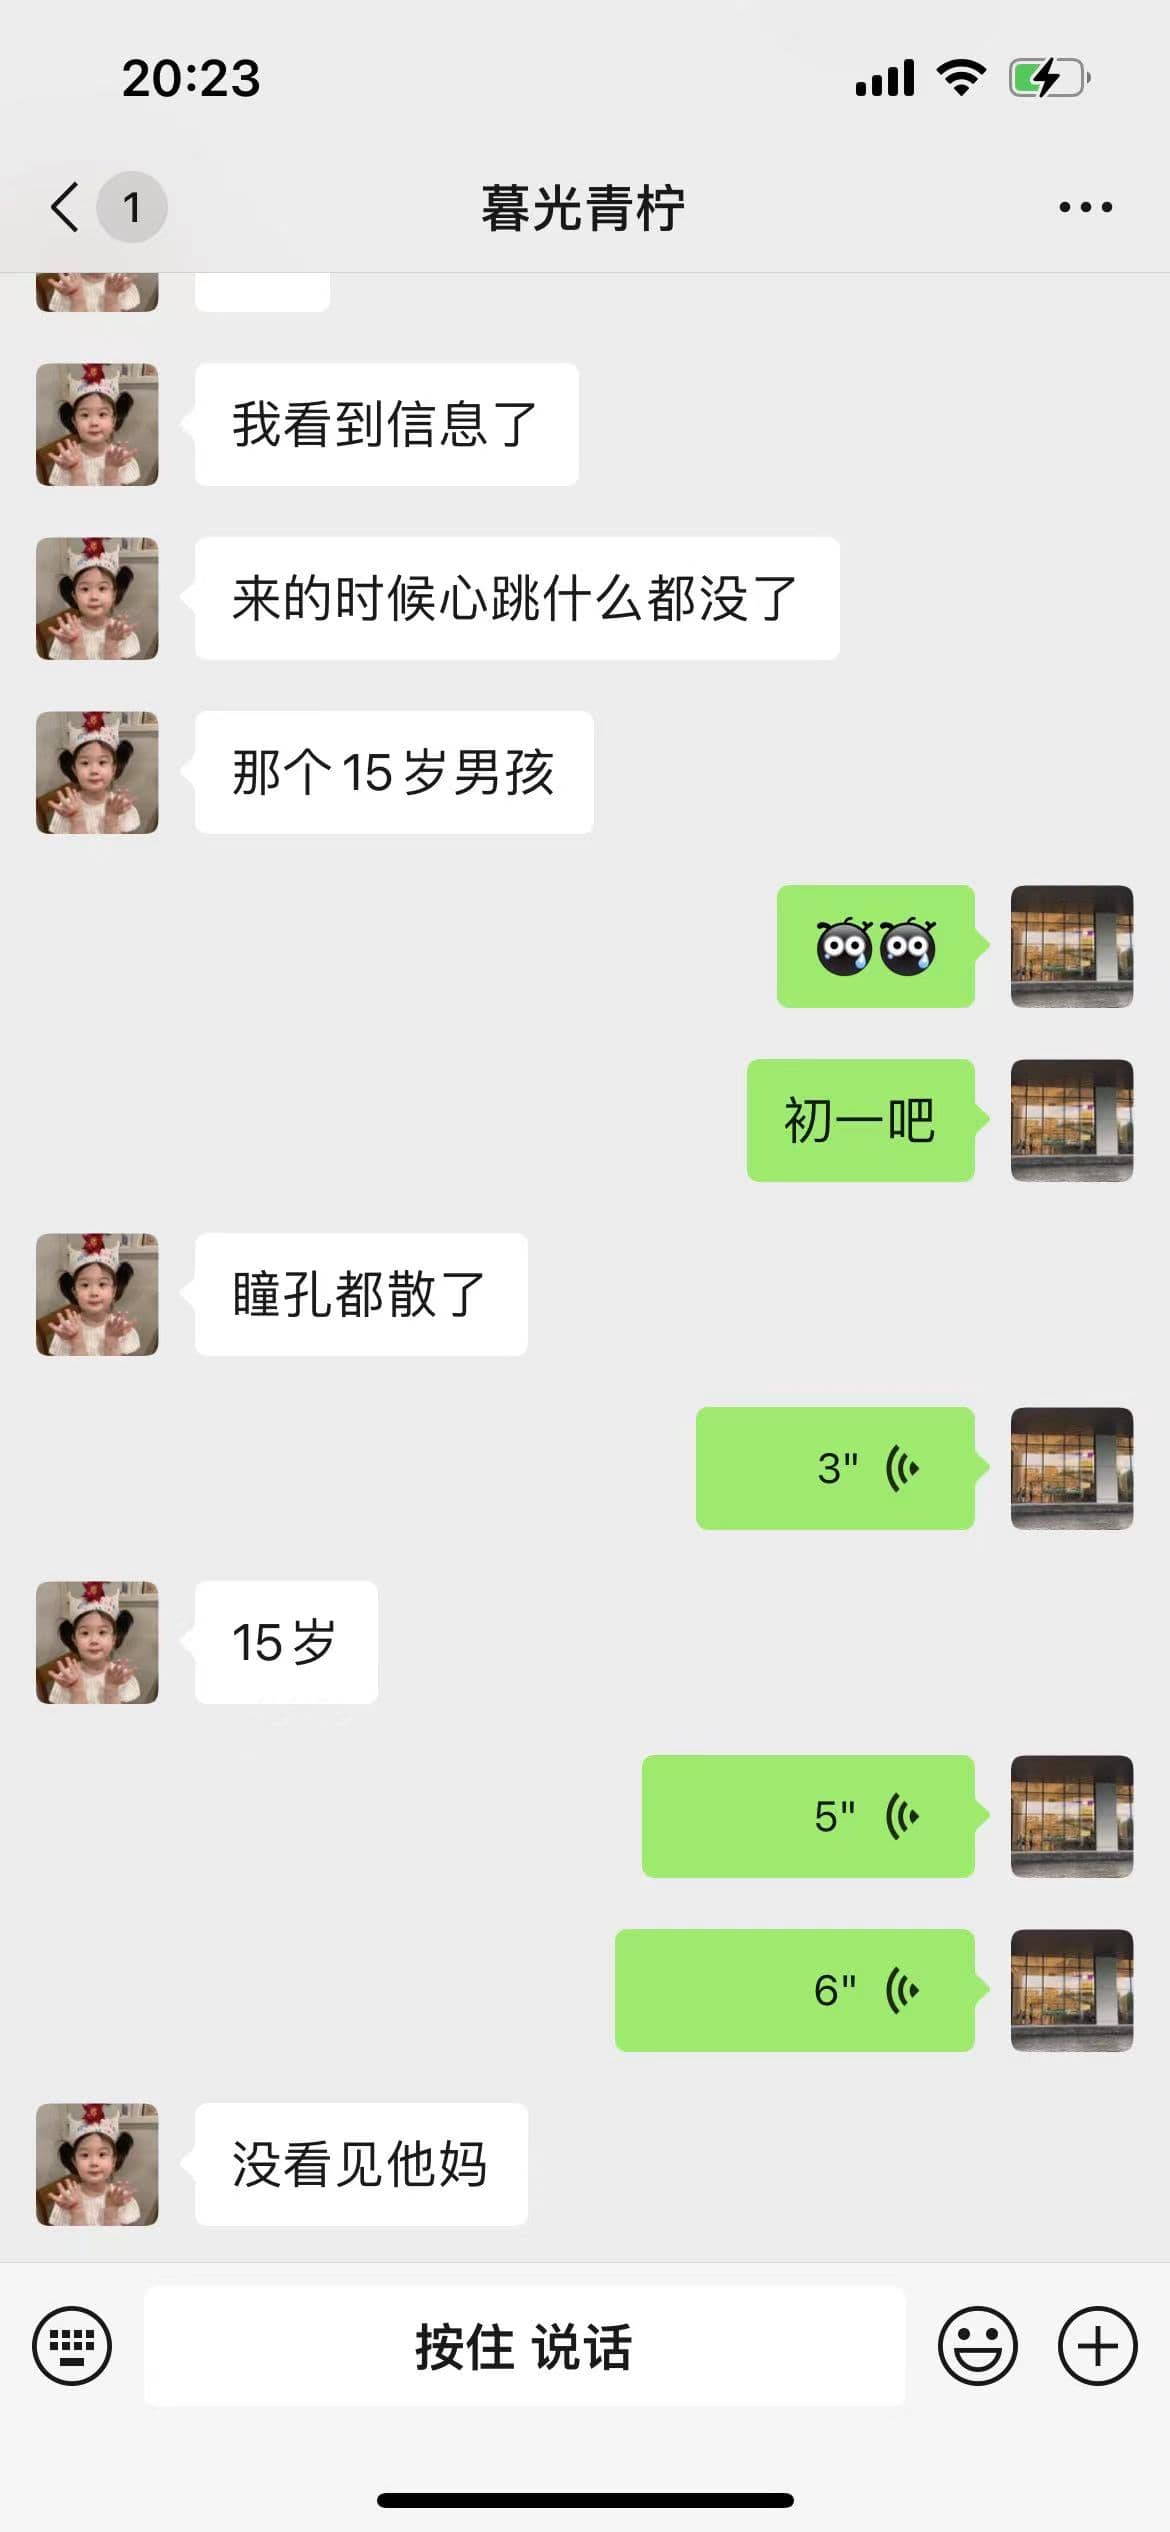 20:23
1
暮光青柠
我看到信息了
来的时候心跳什么都没了
那个15岁男孩
初一吧
瞳孔都散了
3"
15岁
5"
6"
没看见他妈
按住 说话